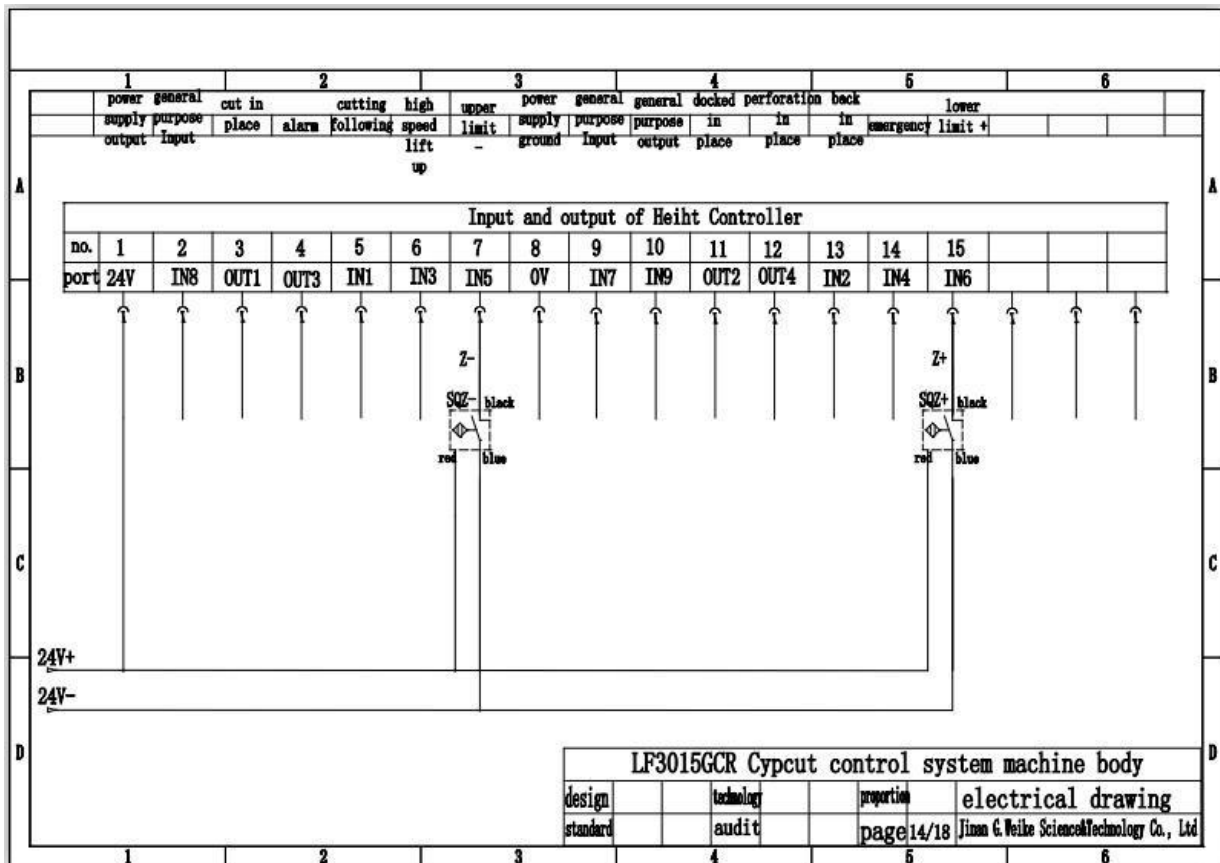 1 2 3 4 5 6
power general cut in cutting high upper power general general docked perforation back lower
supply purpose place alarm following speed limit supply purpose purpose in in in emergency limit +
output Input lift - ground Input output place place place
up
A A
Input and output of Heiht Controller
no. 1 2 3 4 5 6 7 8 9 10 11 12 13 14 15
port 24V IN8 OUT1 OUT3 IN1 IN3 IN5 0V IN7 IN9 OUT2 OUT4 IN2 IN4 IN6
Z- Z+
B B
SQZ- black SQZ+ black
red blue red blue
C C
24V+
24V-
D D
LF3015GCR Cypcut control system machine body
design technology proportion electrical drawing
standard audit page 14/18 Jinan G.Weike Science&Technology Co., Ltd
1 2 3 4 5 6